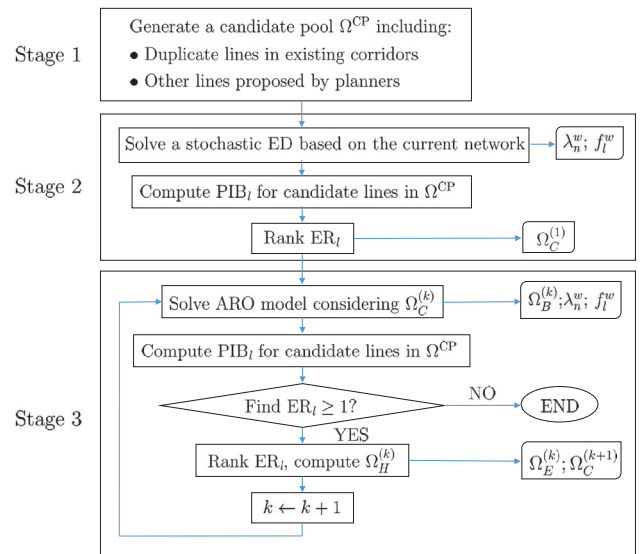 Stage 1
Generate a candidate pool Ω^CP including:
• Duplicate lines in existing corridors
• Other lines proposed by planners
Stage 2
Solve a stochastic ED based on the current network
λ_n^w; f_l^w
Compute PIB_l for candidate lines in Ω^CP
Rank ER_l
Ω_C^(1)
Stage 3
Solve ARO model considering Ω_C^(k)
Ω_B^(k);λ_n^w; f_l^w
Compute PIB_l for candidate lines in Ω^CP
Find ER_l ≥ 1?
NO
END
YES
Rank ER_l, compute Ω_H^(k)
Ω_E^(k);Ω_C^(k+1)
k ← k + 1